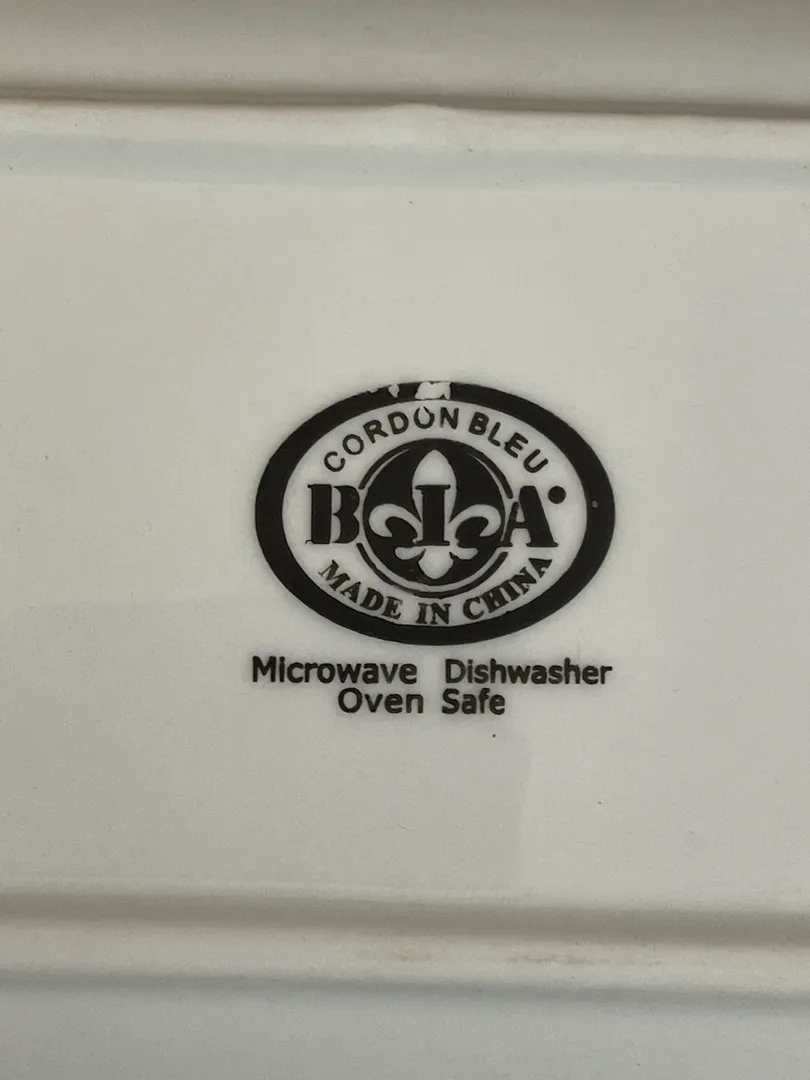 CORDON BLEU
BIA
MADE IN CHINA
Microwave Dishwasher
Oven Safe